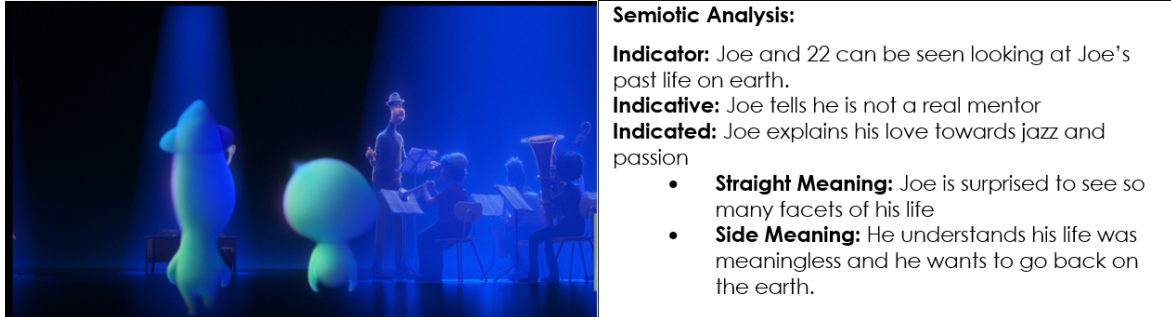 Semiotic Analysis:
Indicator: Joe and 22 can be seen looking at Joe's
past life on earth.
Indicative: Joe tells he is not a real mentor
Indicated: Joe explains his love towards jazz and
passion
• Straight Meaning: Joe is surprised to see so
many facets of his life
• Side Meaning: He understands his life was
meaningless and he wants to go back on
the earth.